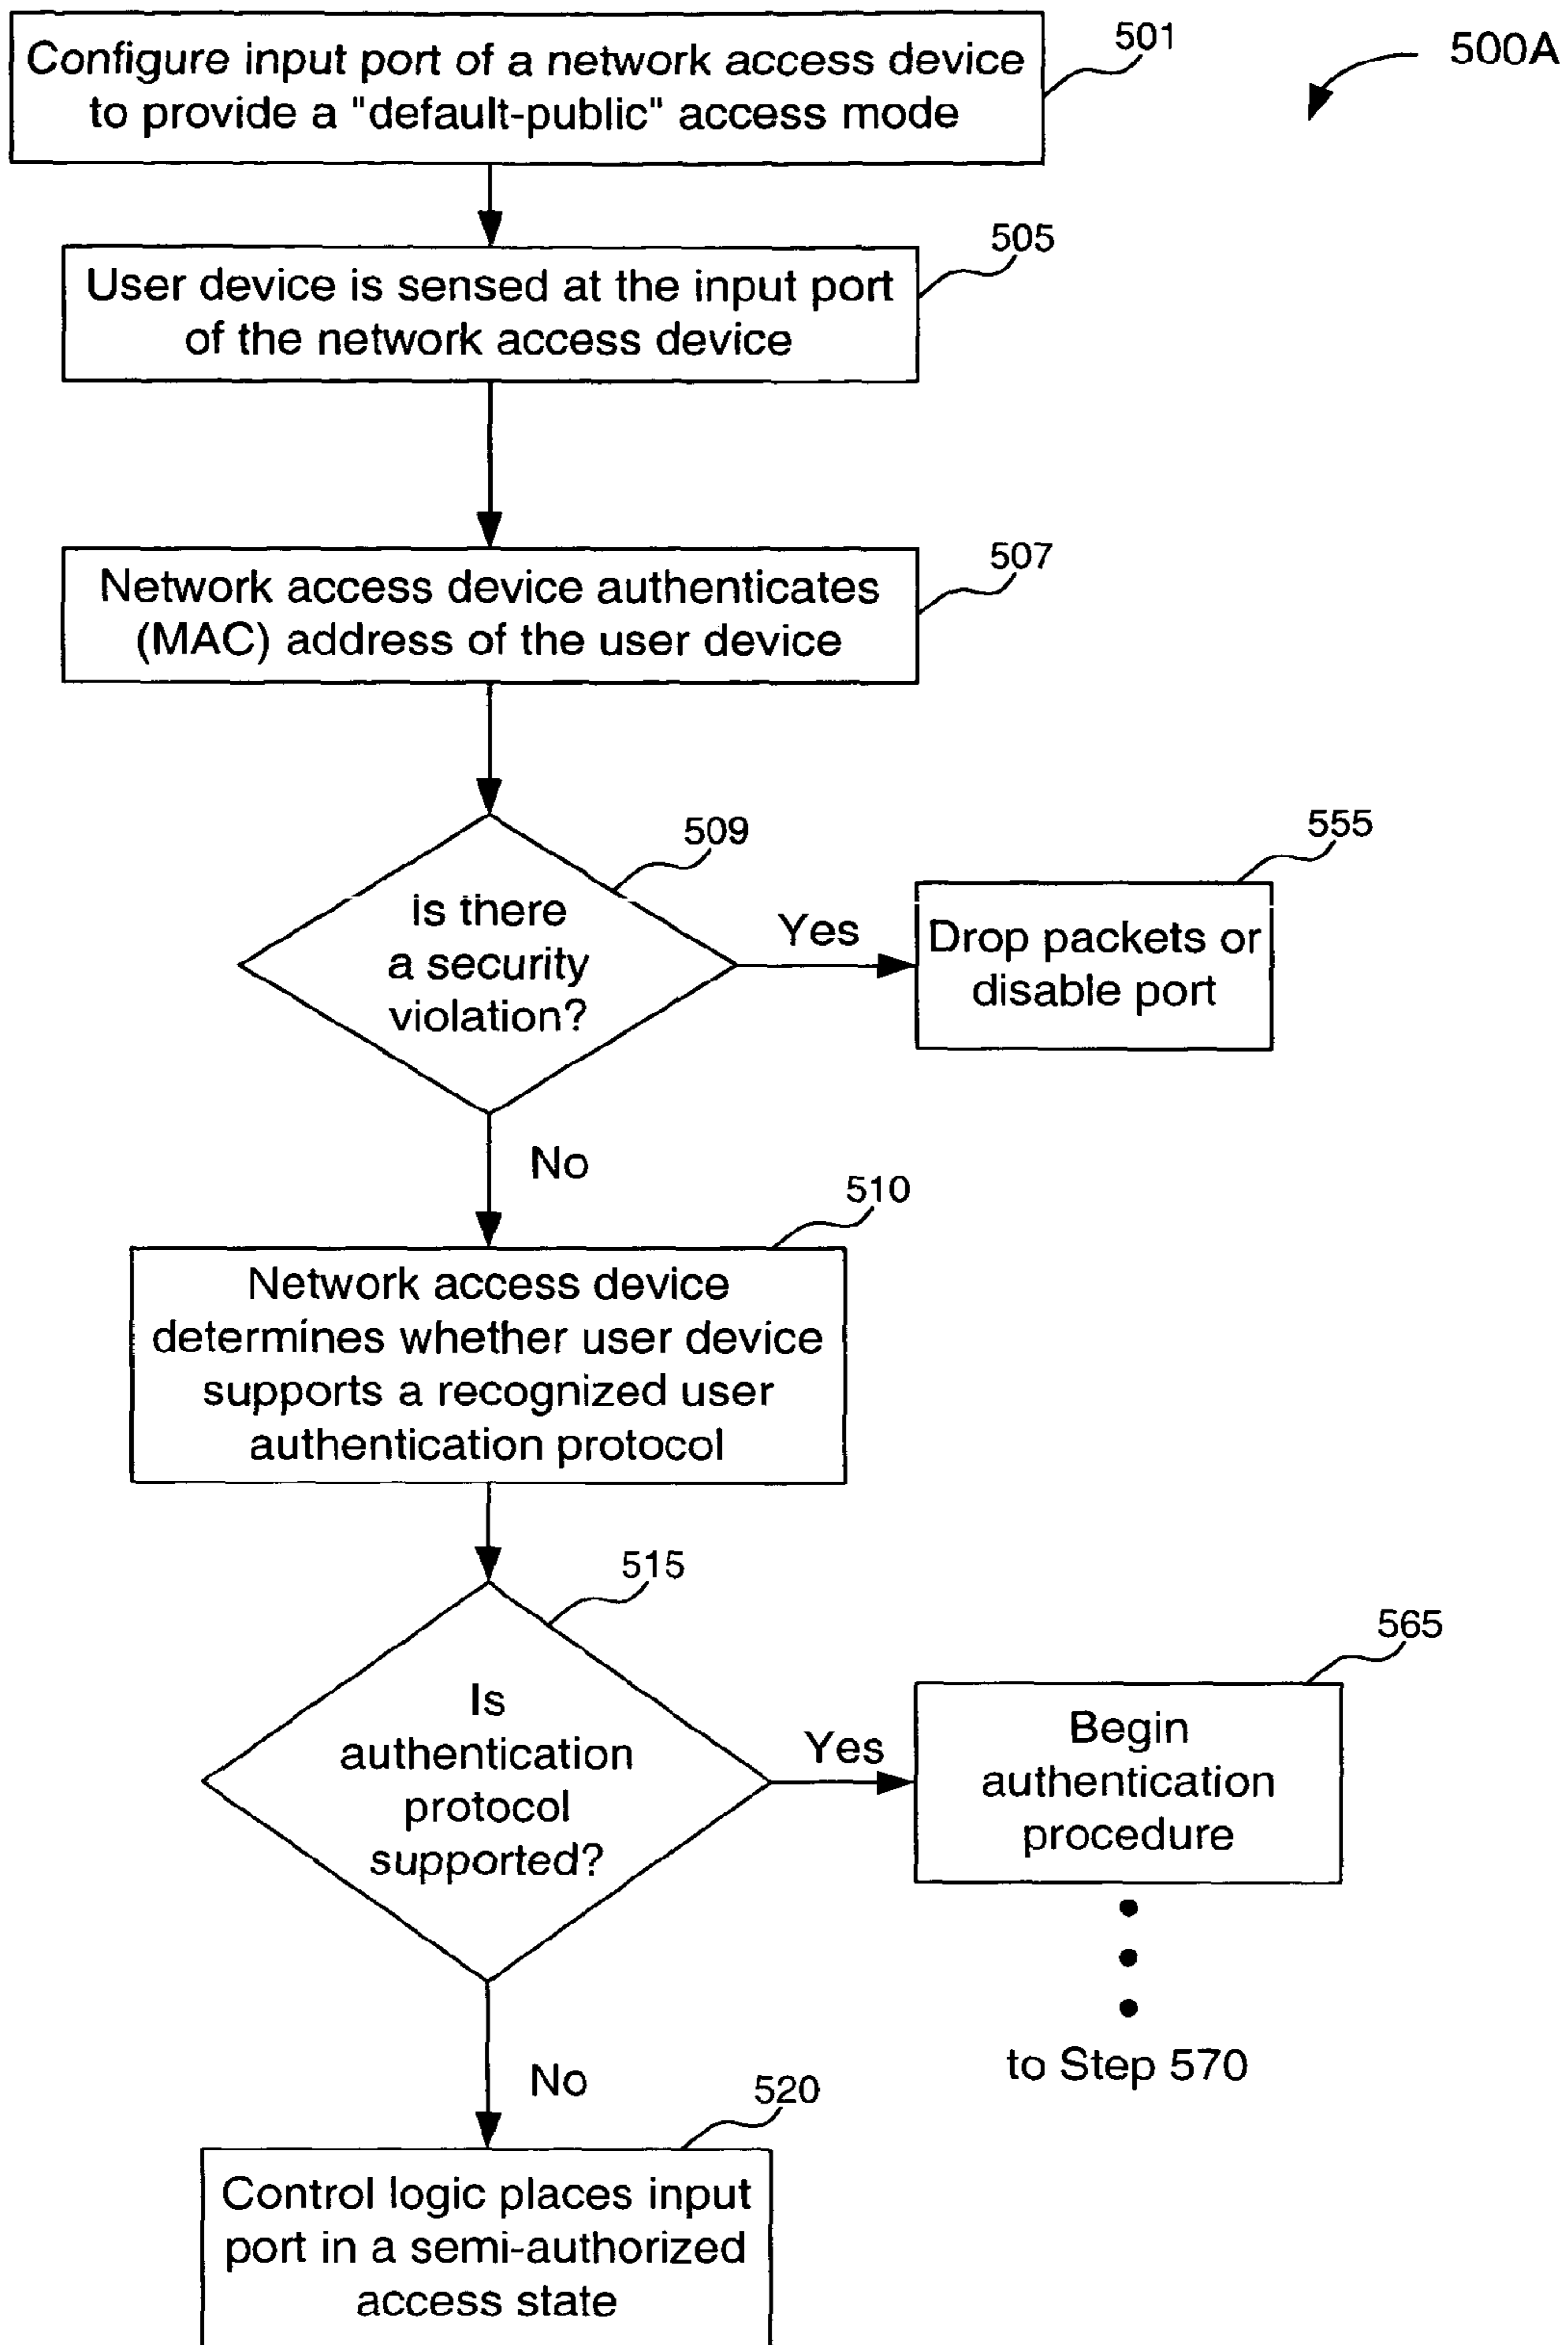 Configure input port of a network access device
to provide a "default-public" access mode
501
500A
User device is sensed at the input port
of the network access device
505
Network access device authenticates
(MAC) address of the user device
507
is there
a security
violation?
509
Yes
Drop packets or
disable port
555
No
Network access device
determines whether user device
supports a recognized user
authentication protocol
510
Is
authentication
protocol
supported?
515
Yes
Begin
authentication
procedure
565
to Step 570
No
Control logic places input
port in a semi-authorized
access state
520